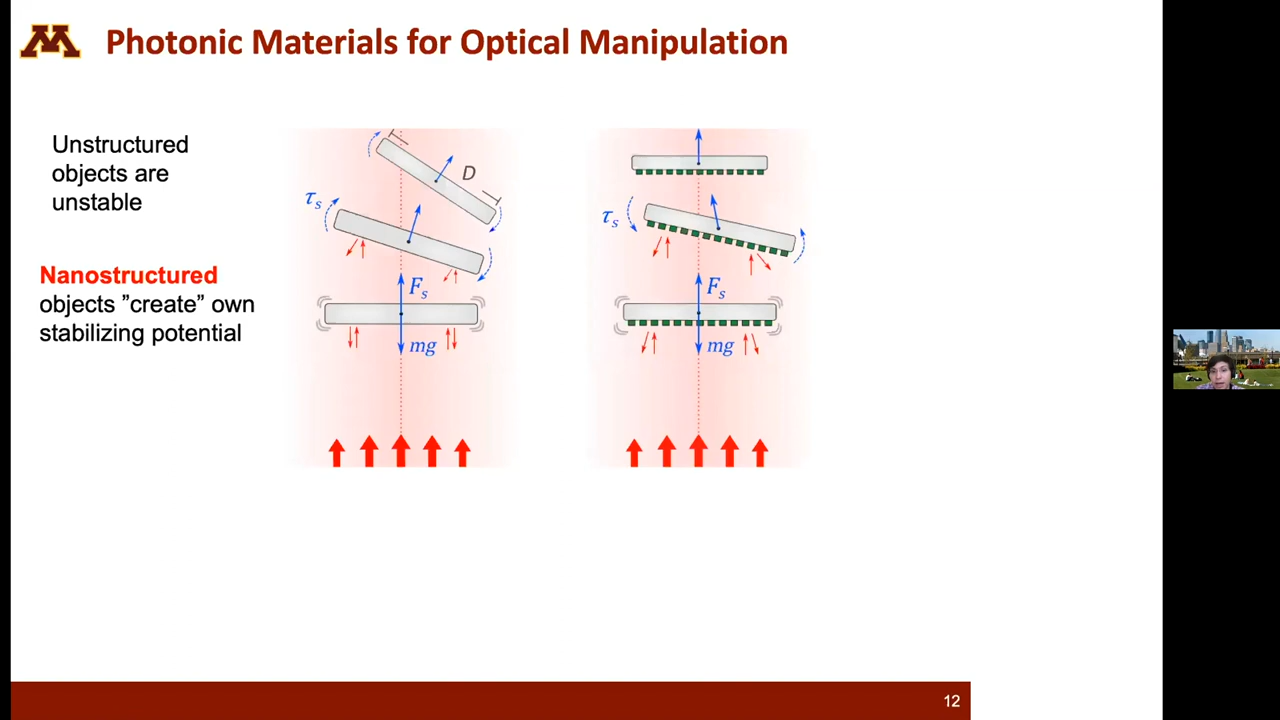 Photonic Materials for Optical Manipulation
Unstructured
objects are
unstable
Nanostructured
objects ”create” own
stabilizing potential
D
τs
Fs
mg
τs
Fs
mg
12